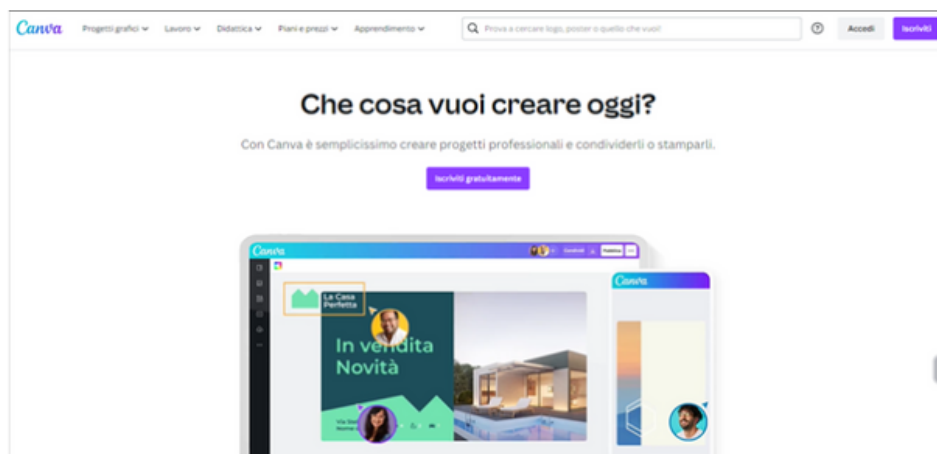 Canva Progetti grafici Lavoro Didattica Piani e prezzi Apprendimento Prova a cercare logo, poster o quello che vuoi! Accedi Iscriviti
Che cosa vuoi creare oggi?
Con Canva è semplicissimo creare progetti professionali e condividerli o stamparli.
Iscriviti gratuitamente
Canva Condividi Pubblica
Canva
La Casa
Perfetta
In vendita
Novità